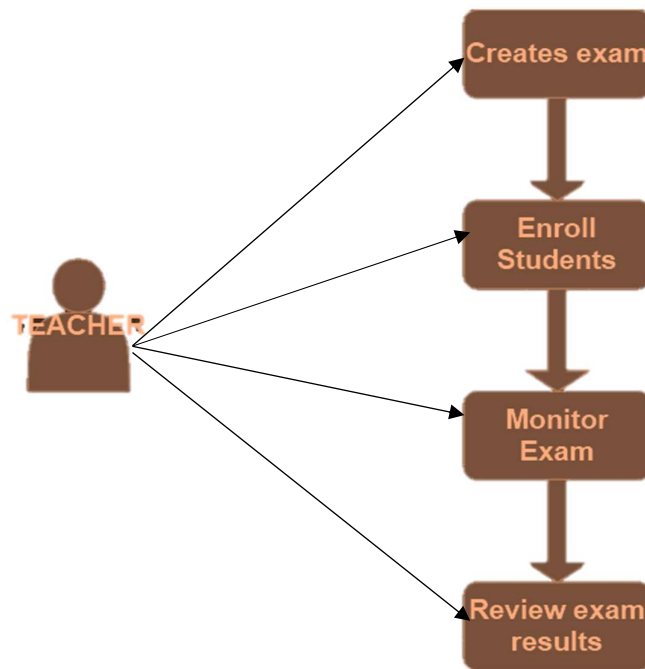 Creates exam
Enroll
Students
TEACHER
Monitor
Exam
Review exam
results